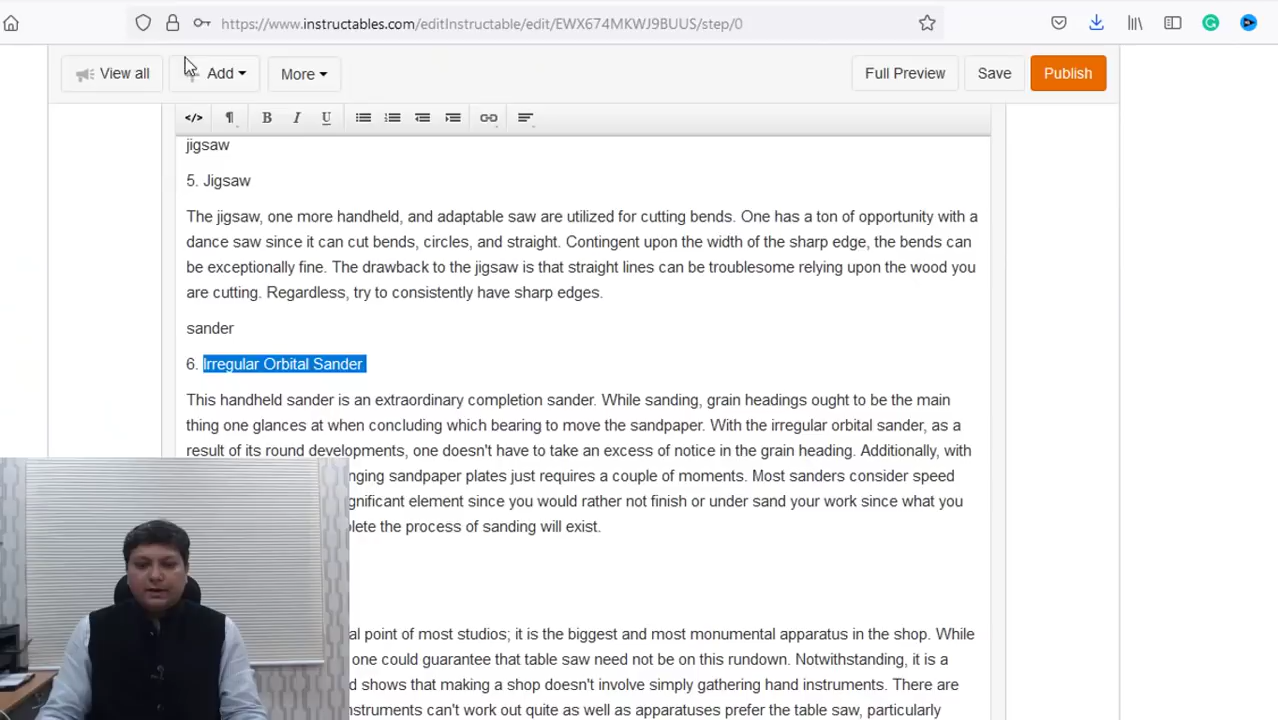 https://www.instructables.com/editInstructable/edit/EWX674MKWJ9BUUS/step/0
View all
Add
More
Full Preview
Save
Publish
</> ¶ B I U
jigsaw
5. Jigsaw
The jigsaw, one more handheld, and adaptable saw are utilized for cutting bends. One has a ton of opportunity with a
dance saw since it can cut bends, circles, and straight. Contingent upon the width of the sharp edge, the bends can
be exceptionally fine. The drawback to the jigsaw is that straight lines can be troublesome relying upon the wood you
are cutting. Regardless, try to consistently have sharp edges.
sander
6. Irregular Orbital Sander
This handheld sander is an extraordinary completion sander. While sanding, grain headings ought to be the main
thing one glances at when concluding which bearing to move the sandpaper. With the irregular orbital sander, as a
result of its round developments, one doesn't have to take an excess of notice in the grain heading. Additionally, with
nging sandpaper plates just requires a couple of moments. Most sanders consider speed
gnificant element since you would rather not finish or under sand your work since what you
lete the process of sanding will exist.
al point of most studios; it is the biggest and most monumental apparatus in the shop. While
one could guarantee that table saw need not be on this rundown. Notwithstanding, it is a
d shows that making a shop doesn't involve simply gathering hand instruments. There are
nstruments can't work out quite as well as apparatuses prefer the table saw, particularly